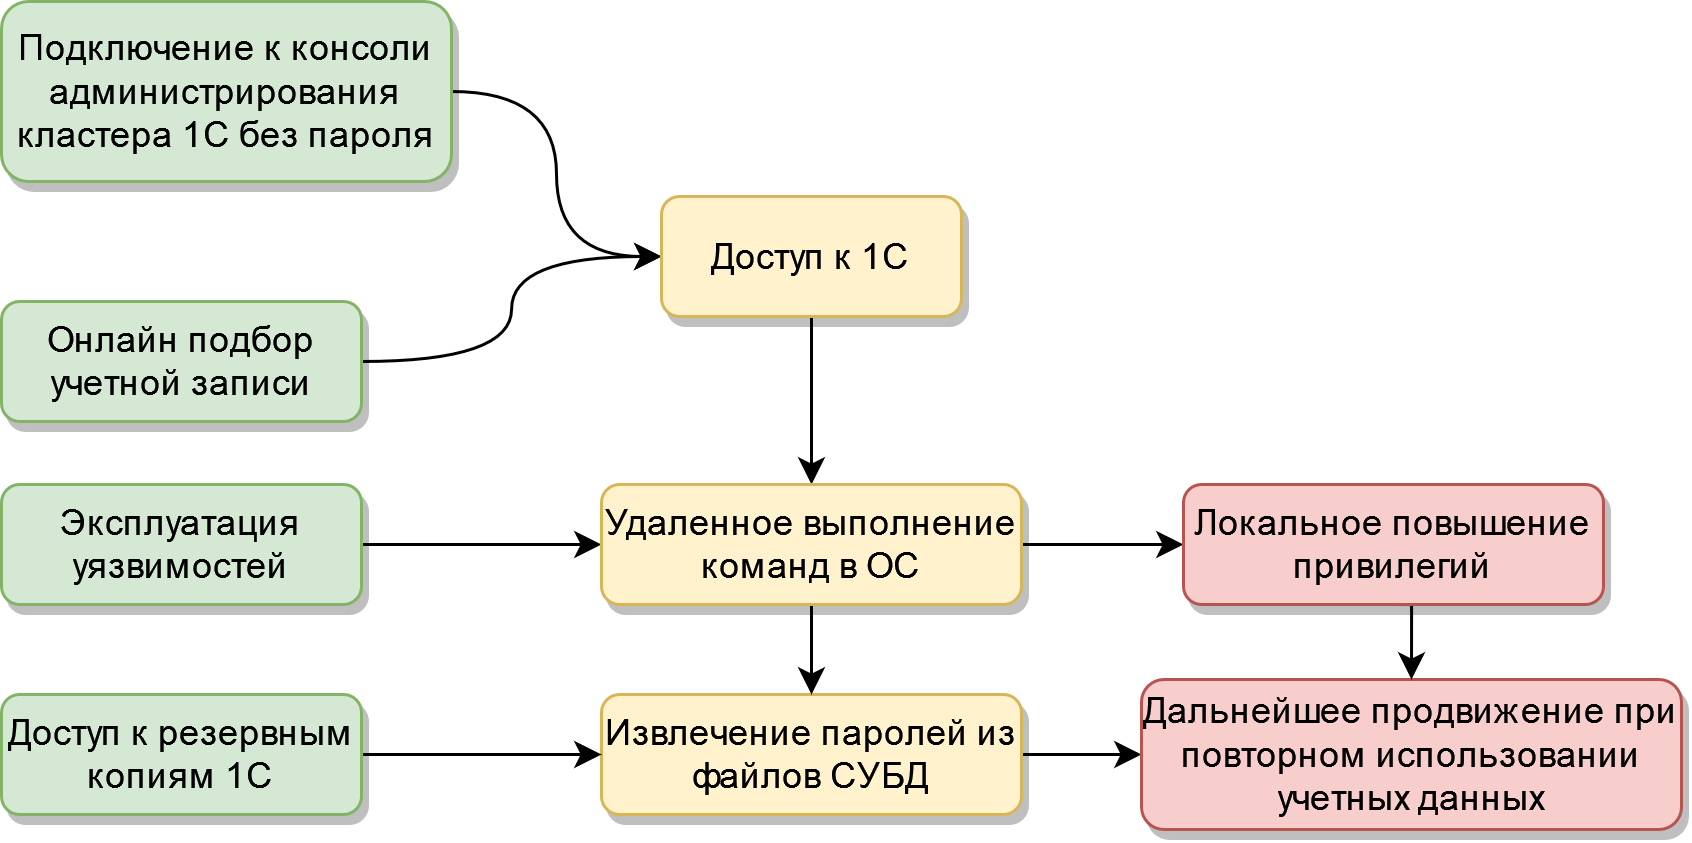 Подключение к консоли
администрирования
кластера 1С без пароля
Доступ к 1С
Онлайн подбор
учетной записи
Эксплуатация
уязвимостей
Удаленное выполнение
команд в ОС
Локальное повышение
привилегий
Доступ к резервным
копиям 1С
Извлечение паролей из
файлов СУБД
Дальнейшее продвижение при
повторном использовании
учетных данных